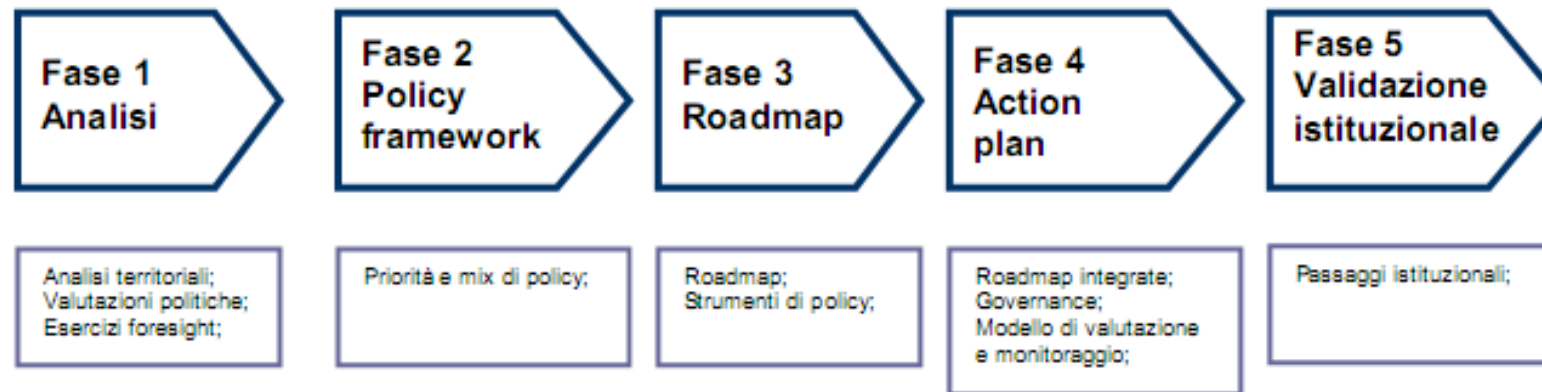 Fase 1
Analisi
Fase 2
Policy
framework
Fase 3
Roadmap
Fase 4
Action
plan
Fase 5
Validazione
istituzionale
Analisi territoriali;
Valutazioni politiche;
Esercizi foresight;
Priorità e mix di policy;
Roadmap;
Strumenti di policy;
Roadmap integrate;
Governance;
Modello di valutazione
e monitoraggio;
Passaggi istituzionali;